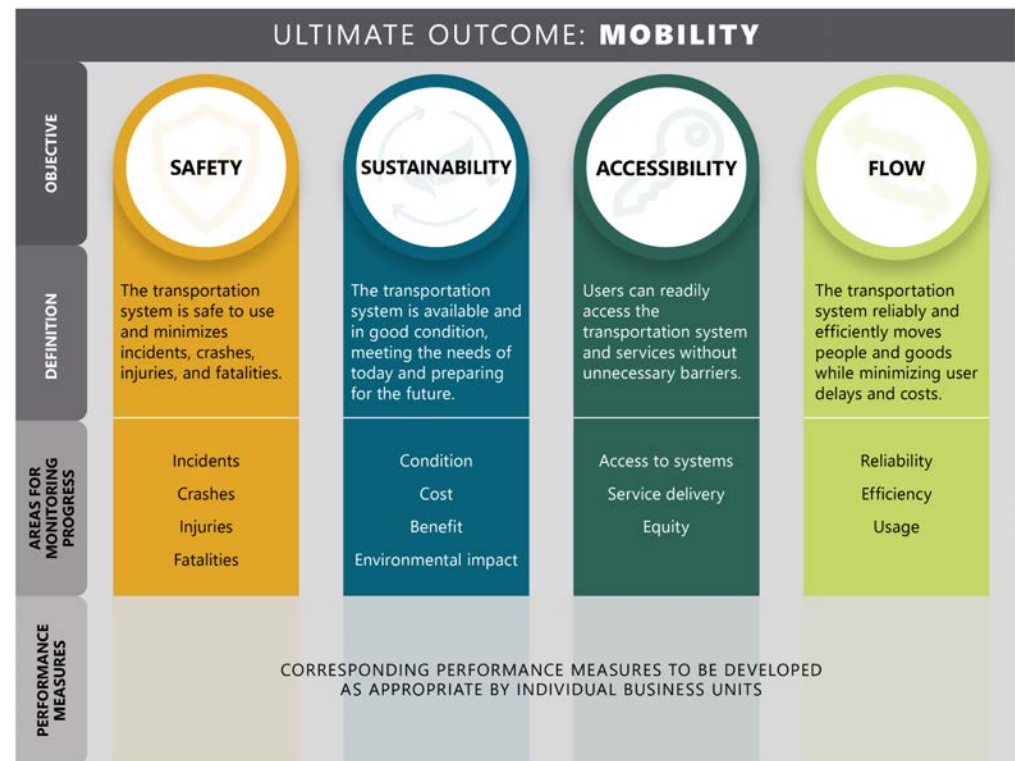 ULTIMATE OUTCOME: MOBILITY
OBJECTIVE
SAFETY
SUSTAINABILITY
ACCESSIBILITY
FLOW
DEFINITION
The transportation
system is safe to use
and minimizes
incidents, crashes,
injuries, and fatalities.
The transportation
system is available and
in good condition,
meeting the needs of
today and preparing
for the future.
Users can readily
access the
transportation system
and services without
unnecessary barriers.
The transportation
system reliably and
efficiently moves
people and goods
while minimizing user
delays and costs.
AREAS FOR
MONITORING
PROGRESS
Incidents
Crashes
Injuries
Fatalities
Condition
Cost
Benefit
Environmental impact
Access to systems
Service delivery
Equity
Reliability
Efficiency
Usage
PERFORMANCE
MEASURES
CORRESPONDING PERFORMANCE MEASURES TO BE DEVELOPED
AS APPROPRIATE BY INDIVIDUAL BUSINESS UNITS